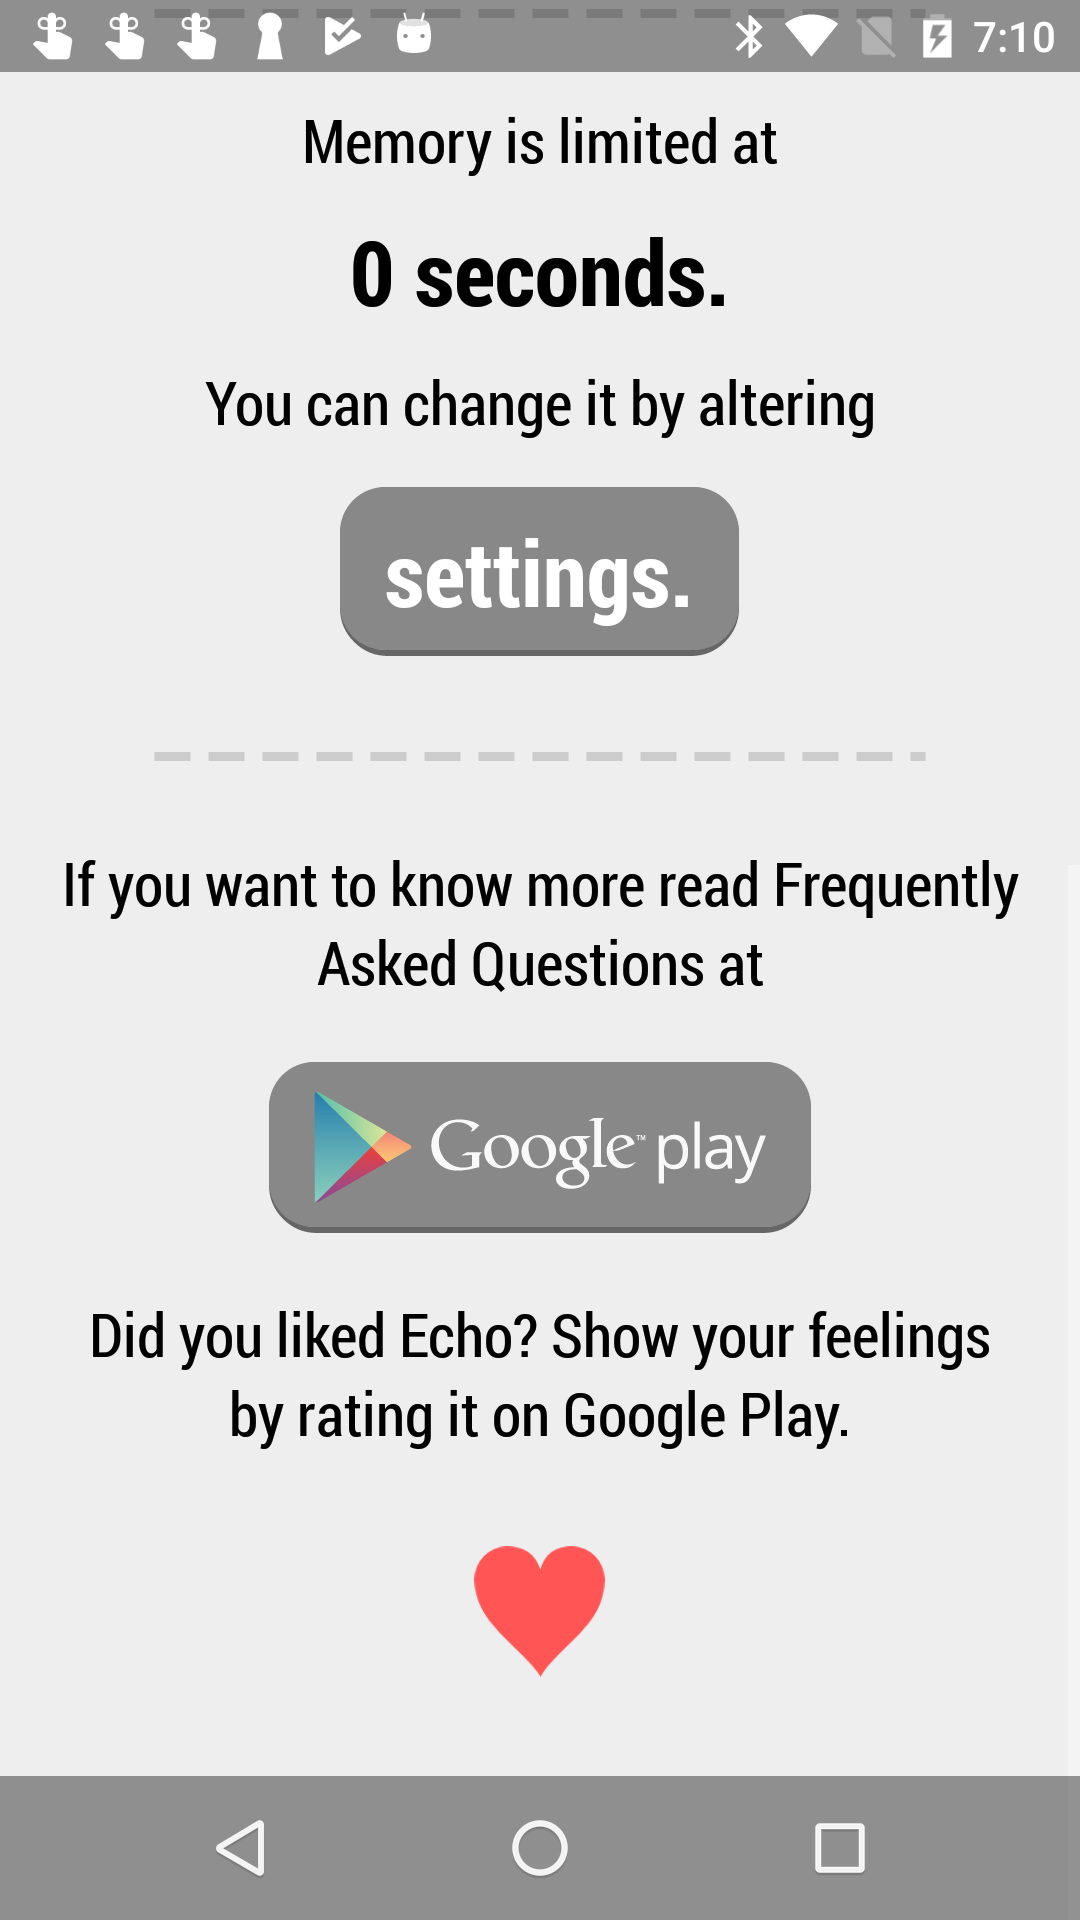 7:10
Memory is limited at
0 seconds.
You can change it by altering
settings.
If you want to know more read Frequently
Asked Questions at
Google™ play
Did you liked Echo? Show your feelings
by rating it on Google Play.